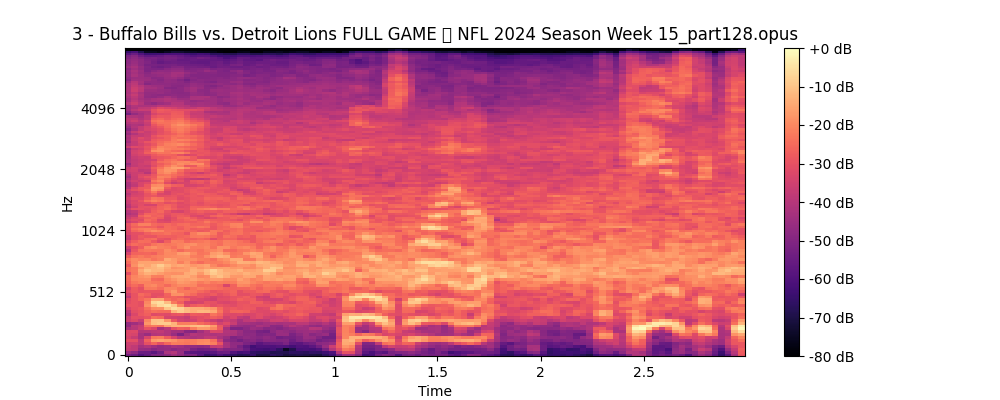 3 - Buffalo Bills vs. Detroit Lions FULL GAME  NFL 2024 Season Week 15_part128.opus
Hz
4096
2048
1024
512
0
0
0.5
1
1.5
2
2.5
Time
+0 dB
-10 dB
-20 dB
-30 dB
-40 dB
-50 dB
-60 dB
-70 dB
-80 dB